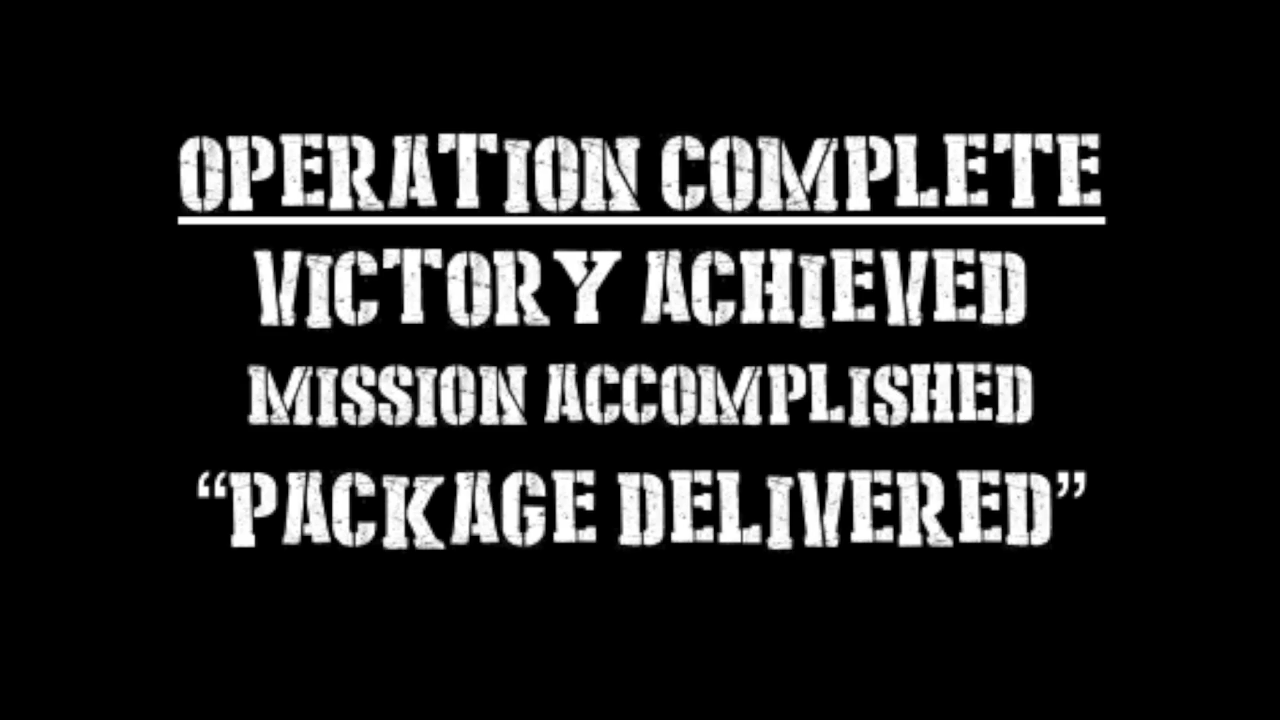 OPERATION COMPLETE
VICTORY ACHIEVED
MISSION ACCOMPLISHED
“PACKAGE DELIVERED”